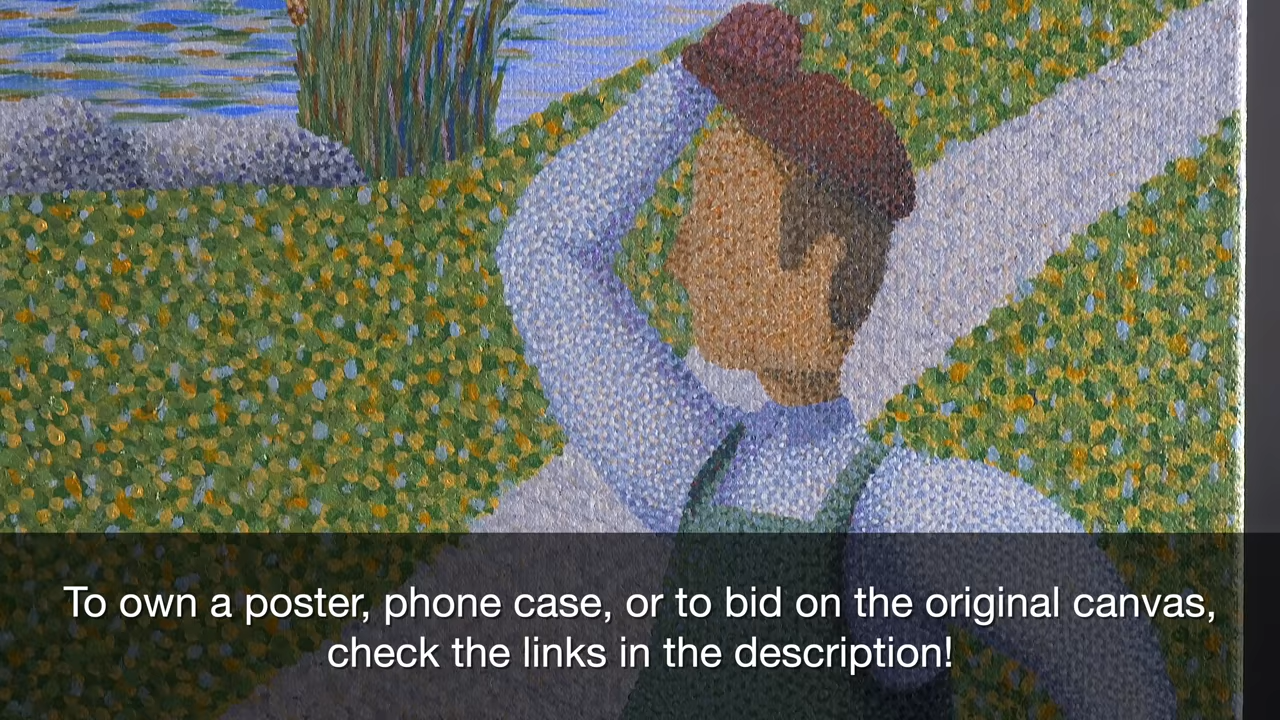 To own a poster, phone case, or to bid on the original canvas,
check the links in the description!